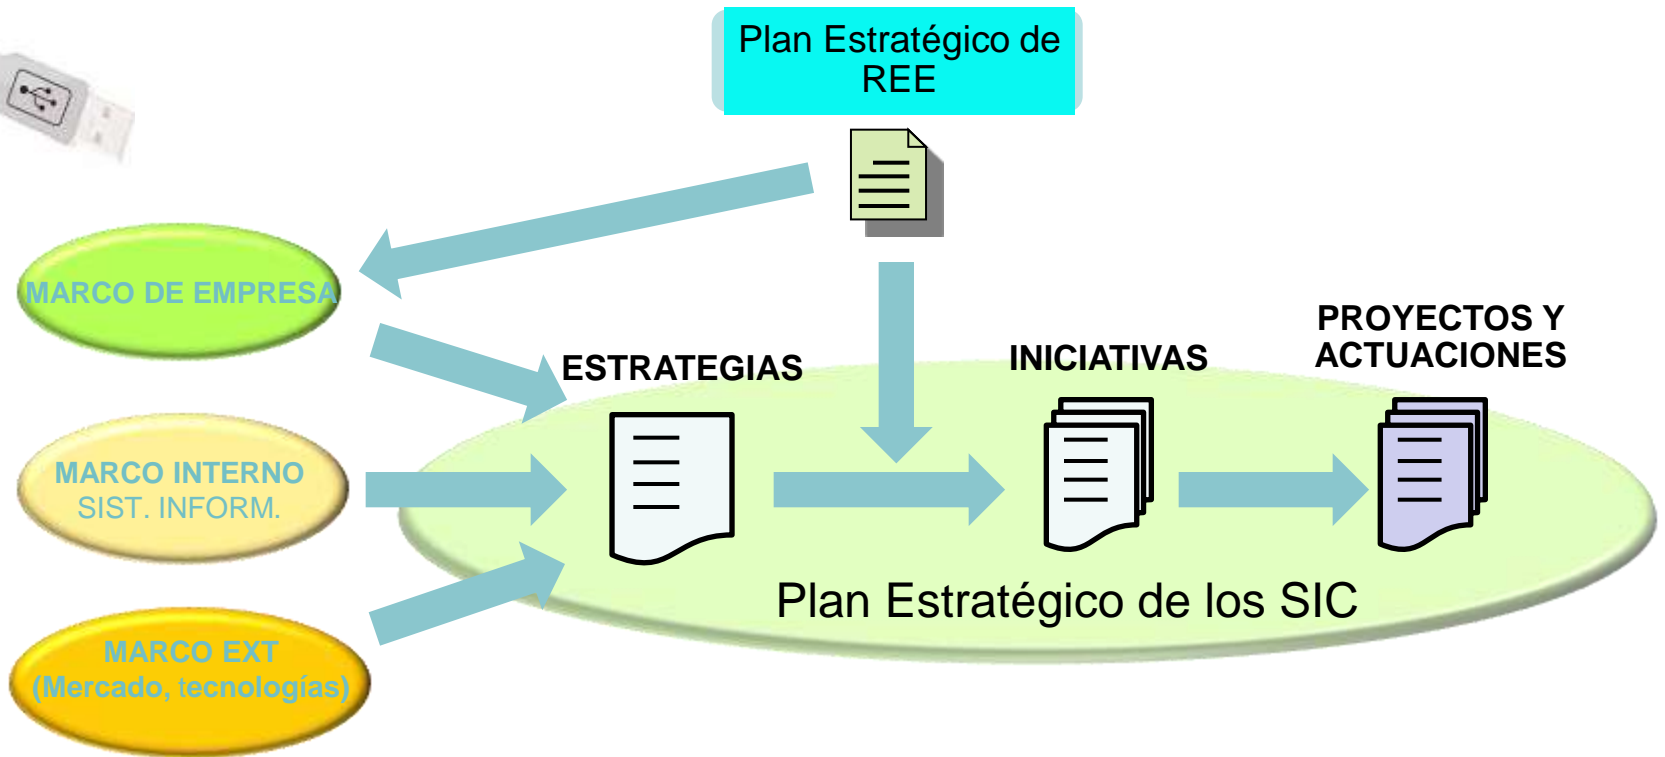 Plan Estratégico de
REE
MARCO DE EMPRESA
ESTRATEGIAS
INICIATIVAS
PROYECTOS Y
ACTUACIONES
MARCO INTERNO
SIST. INFORM.
MARCO EXT
(Mercado, tecnologías)
Plan Estratégico de los SIC